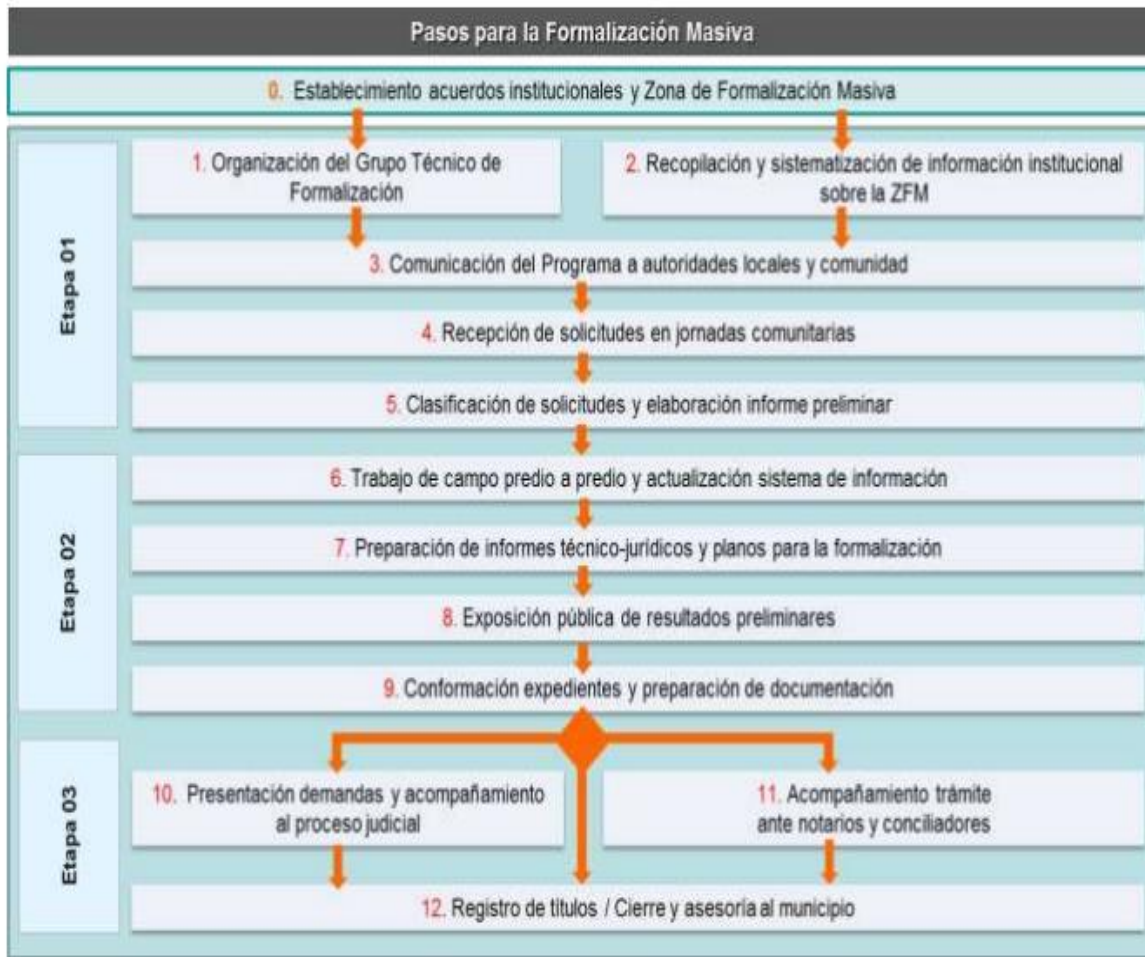 Pasos para la Formalización Masiva
0. Establecimiento acuerdos institucionales y Zona de Formalización Masiva
Etapa 01
1. Organización del Grupo Técnico de
Formalización
2. Recopilación y sistematización de información institucional
sobre la ZFM
3. Comunicación del Programa a autoridades locales y comunidad
4. Recepción de solicitudes en jornadas comunitarias
5. Clasificación de solicitudes y elaboración informe preliminar
Etapa 02
6. Trabajo de campo predio a predio y actualización sistema de información
7. Preparación de informes técnico-jurídicos y planos para la formalización
8. Exposición pública de resultados preliminares
9. Conformación expedientes y preparación de documentación
Etapa 03
10. Presentación demandas y acompañamiento
al proceso judicial
11. Acompañamiento trámite
ante notarios y conciliadores
12. Registro de títulos / Cierre y asesoría al municipio